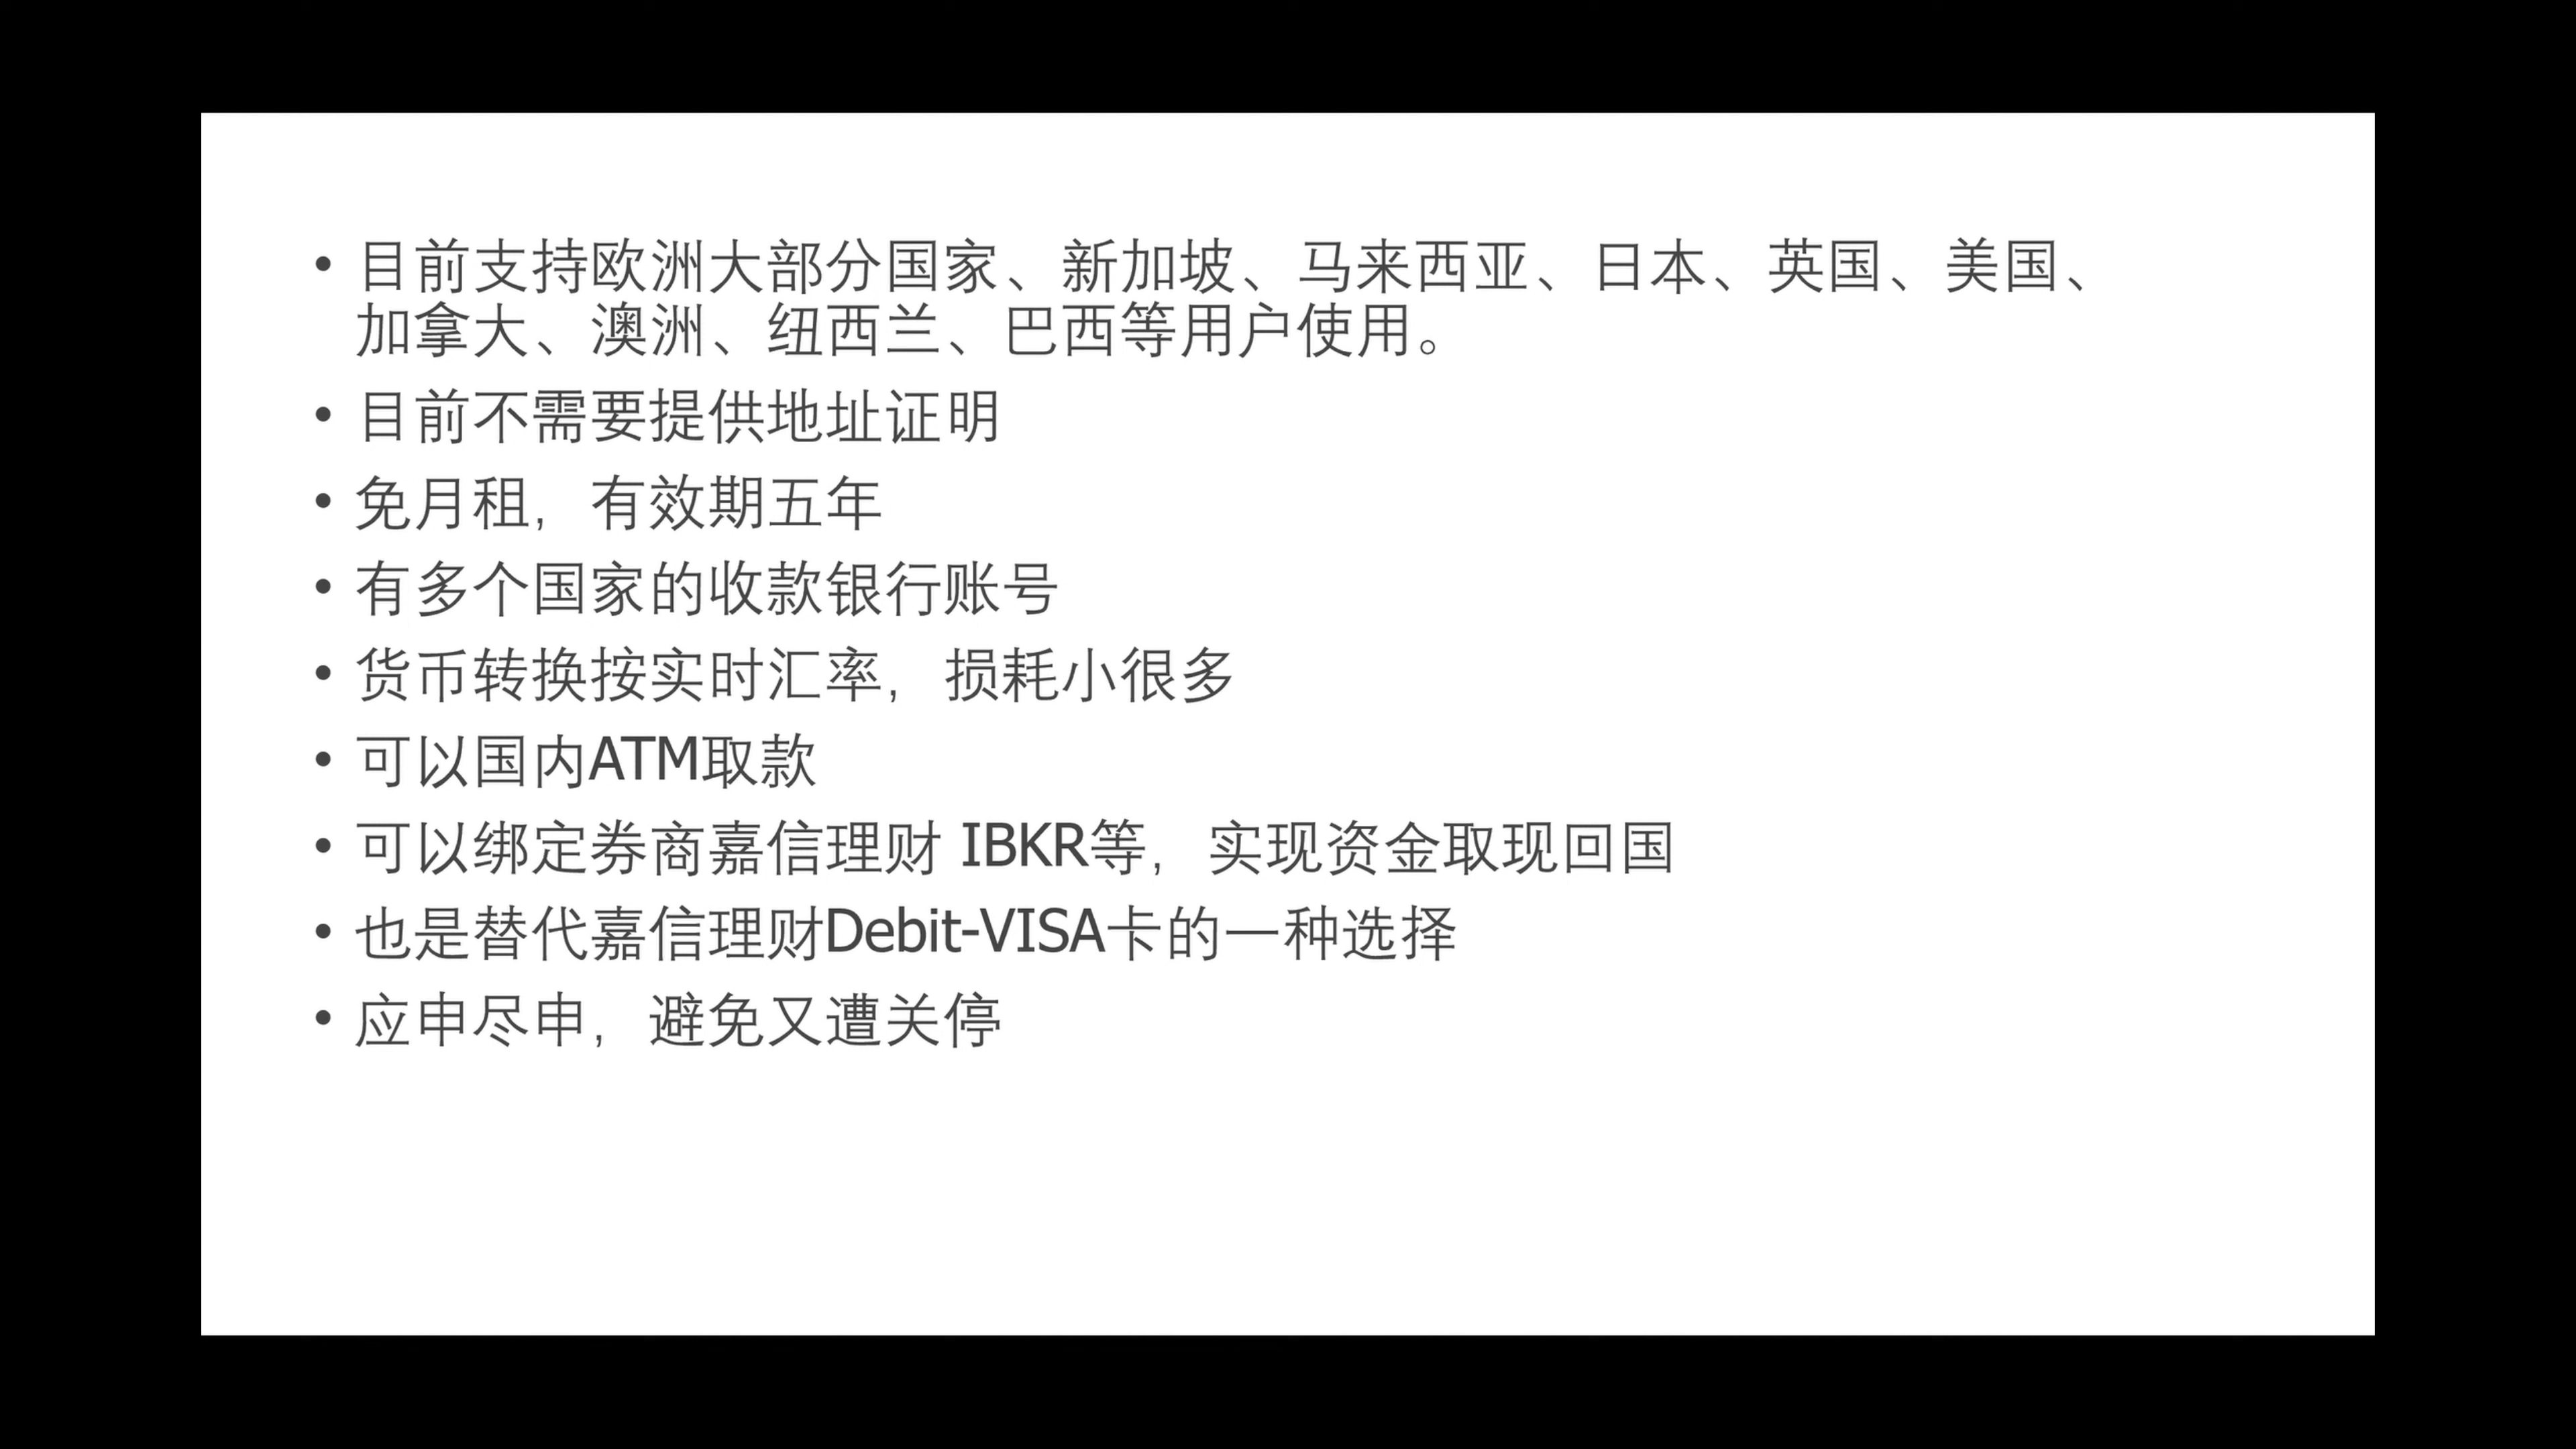 • 目前支持欧洲大部分国家、新加坡、马来西亚、日本、英国、美国、
加拿大、澳洲、纽西兰、巴西等用户使用。
• 目前不需要提供地址证明
• 免月租，有效期五年
• 有多个国家的收款银行账号
• 货币转换按实时汇率，损耗小很多
• 可以国内ATM取款
• 可以绑定券商嘉信理财 IBKR等，实现资金取现回国
• 也是替代嘉信理财Debit-VISA卡的一种选择
• 应申尽申，避免又遭关停